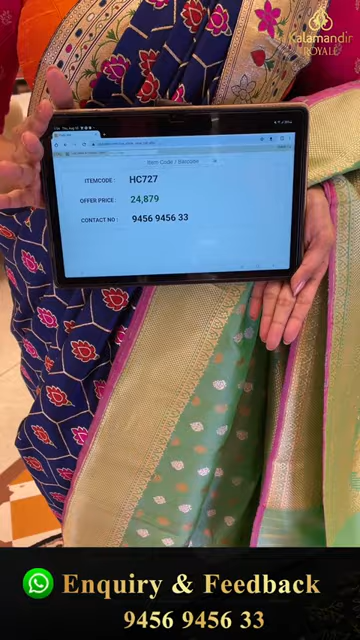 Kalamandir
ROYALE
Item Code / Barcode
ITEMCODE : HC727
OFFER PRICE : 24,879
CONTACT NO : 9456 9456 33
Enquiry & Feedback
9456 9456 33